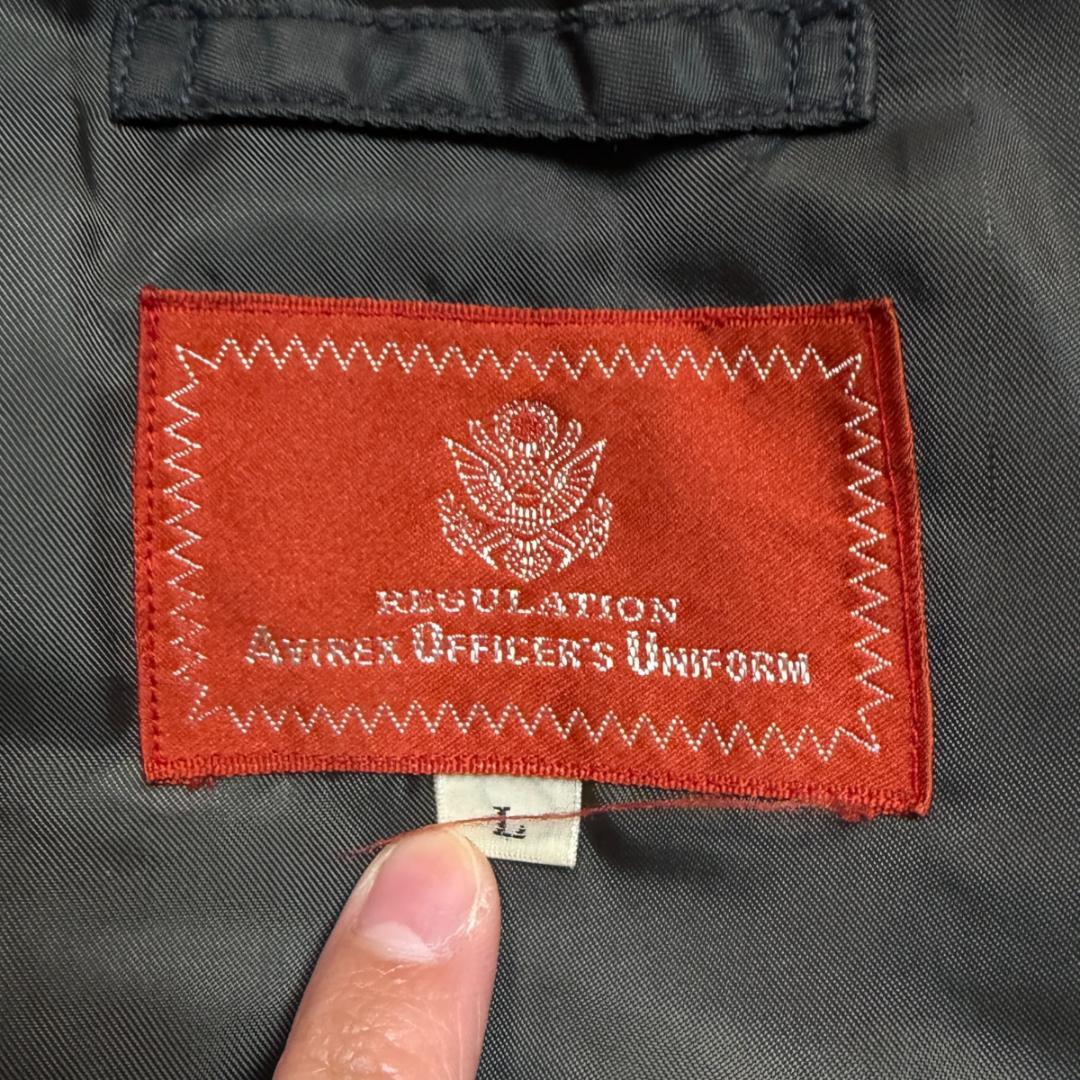 REGULATION
AVIREX OFFICER'S UNIFORM
L